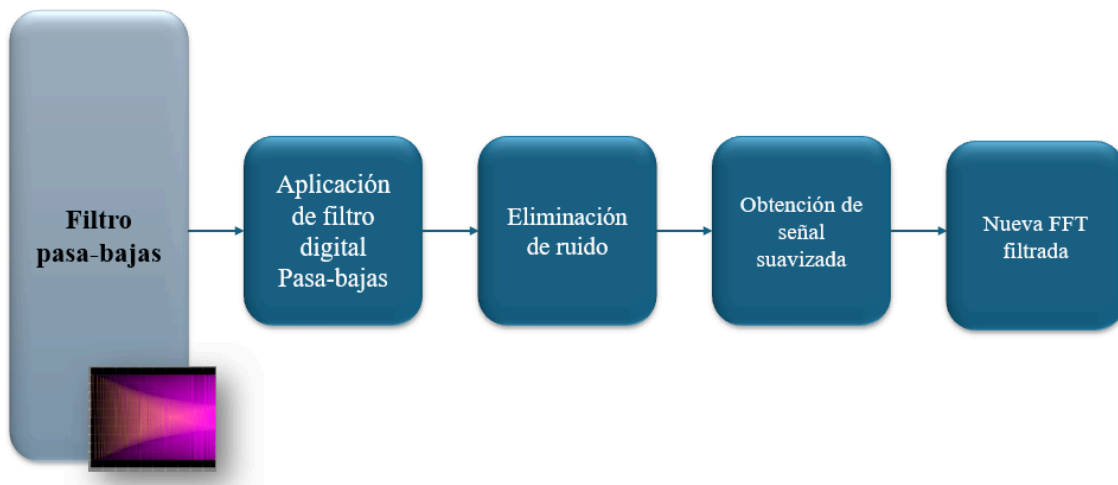 Filtro
pasa-bajas
Aplicación
de filtro
digital
Pasa-bajas
Eliminación
de ruido
Obtención de
señal
suavizada
Nueva FFT
filtrada